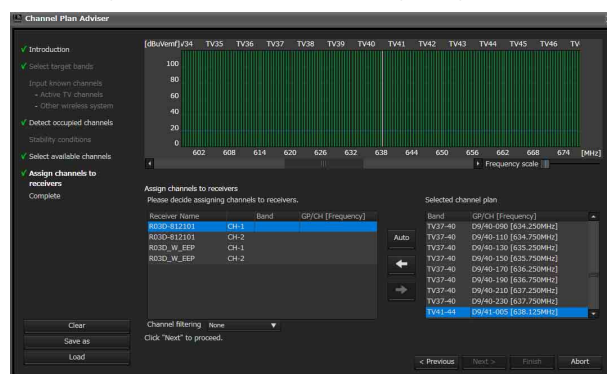 Channel Plan Adviser
Introduction
Select target bands
Input known channels
- Active TV channels
- Other wireless system
Detect occupied channels
Stability conditions
Select available channels
Assign channels to
receivers
Complete
[dBuVemf] V34 TV35 TV36 TV37 TV38 TV39 TV40 TV41 TV42 TV43 TV44 TV45 TV46 TV
100
80
60
40
20
0
602 608 614 620 626 632 638 644 650 656 662 668 674 [MHz]
Frequency scale
Assign channels to receivers
Please decide assigning channels to receivers.
Selected channel plan
Receiver Name Band GP/CH [Frequency]
R03D-812101 CH-1
R03D-812101 CH-2
R03D_W_EEP CH-1
R03D_W_EEP CH-2
Auto
Band GP/CH [Frequency]
TV37-40 D9/40-090 [634.250MHz]
TV37-40 D9/40-110 [634.750MHz]
TV37-40 D9/40-130 [635.250MHz]
TV37-40 D9/40-150 [635.750MHz]
TV37-40 D9/40-170 [636.250MHz]
TV37-40 D9/40-190 [636.750MHz]
TV37-40 D9/40-210 [637.250MHz]
TV37-40 D9/40-230 [637.750MHz]
TV41-44 D9/41-005 [638.125MHz]
Channel filtering None
Click "Next" to proceed.
Clear
Save as
Load
< Previous Next > Finish Abort